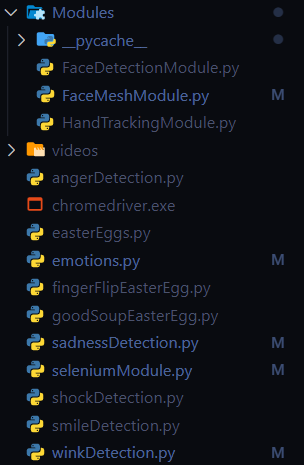 Modules
__pycache__
FaceDetectionModule.py
FaceMeshModule.py M
HandTrackingModule.py
videos
angerDetection.py
chromedriver.exe
easterEggs.py
emotions.py M
fingerFlipEasterEgg.py
goodSoupEasterEgg.py
sadnessDetection.py M
seleniumModule.py M
shockDetection.py
smileDetection.py
winkDetection.py M